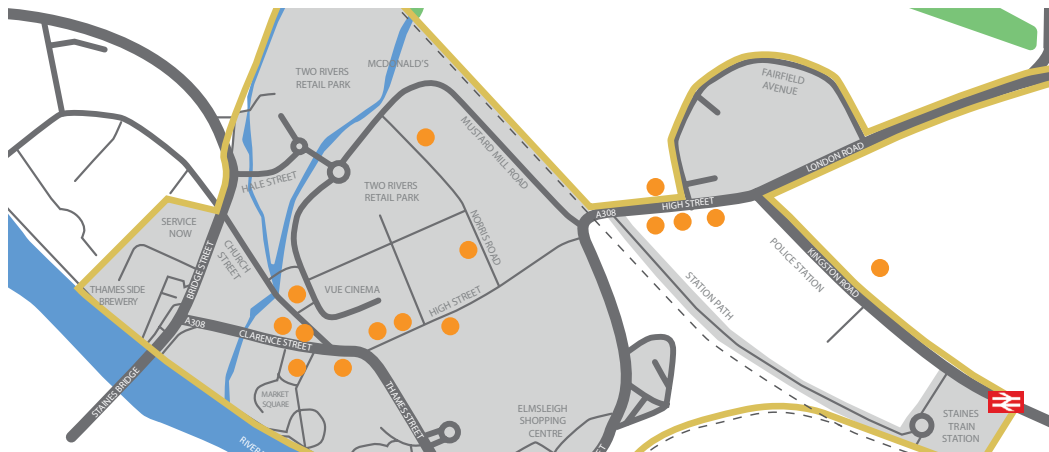 MCDONALD'S
TWO RIVERS
RETAIL PARK
FAIRFIELD
AVENUE
MUSTARD MILL ROAD
LONDON ROAD
HALE STREET
TWO RIVERS
RETAIL PARK
HIGH STREET
A308
SERVICE
NOW
NORRIS ROAD
CHURCH
STREET
BRIDGE STREET
POLICE STATION
KINGSTON ROAD
STATION PATH
THAMES SIDE
BREWERY
VUE CINEMA
HIGH STREET
A308
CLARENCE STREET
STAINES BRIDGE
MARKET
SQUARE
THAMES STREET
ELMSLEIGH
SHOPPING
CENTRE
STAINES
TRAIN
STATION
RIVER